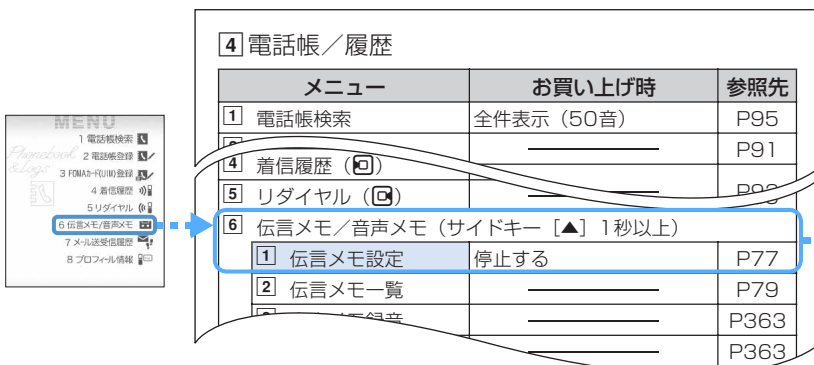 MENU
Phonebook & Logs
1 電話帳検索
2 電話帳登録
3 FOMAカード(UIM)登録
4 着信履歴
5 リダイヤル
6 伝言メモ/音声メモ
7 メール送受信履歴
8 プロフィール情報
4 電話帳／履歴
メニュー お買い上げ時 参照先
1 電話帳検索 全件表示（50音） P95
P91
4 着信履歴（）
5 リダイヤル（）
6 伝言メモ／音声メモ（サイドキー［▲］1秒以上）
1 伝言メモ設定 停止する P77
2 伝言メモ一覧 P79
P363
P363